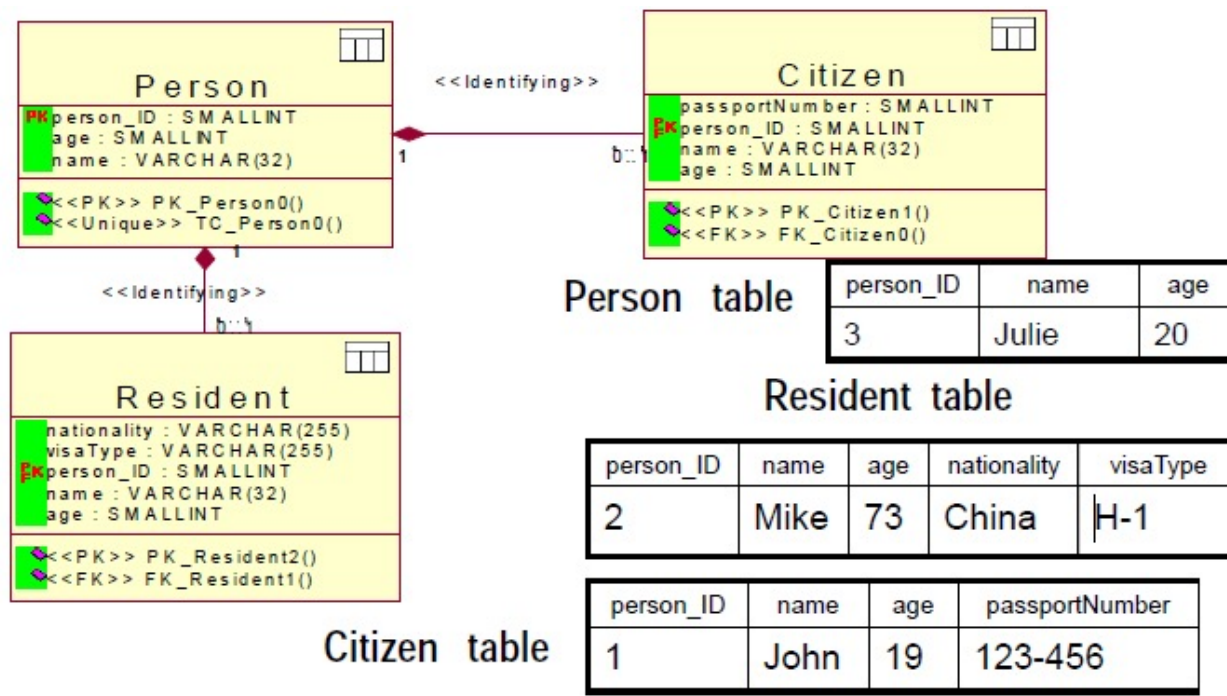 Person
PK person_ID : SMALLINT
age : SMALLINT
name : VARCHAR(32)
<<PK>> PK_Person0()
<<Unique>> TC_Person0()
<<Identifying>>
1
Citizen
passportNumber : SMALLINT
person_ID : SMALLINT
name : VARCHAR(32)
age : SMALLINT
<<PK>> PK_Citizen1()
<<FK>> FK_Citizen0()
1
<<Identifying>>
Resident
nationality : VARCHAR(255)
visaType : VARCHAR(255)
person_ID : SMALLINT
name : VARCHAR(32)
age : SMALLINT
<<PK>> PK_Resident2()
<<FK>> FK_Resident1()
Person table
person_ID name age
3 Julie 20
Resident table
person_ID name age nationality visaType
2 Mike 73 China H-1
Citizen table
person_ID name age passportNumber
1 John 19 123-456